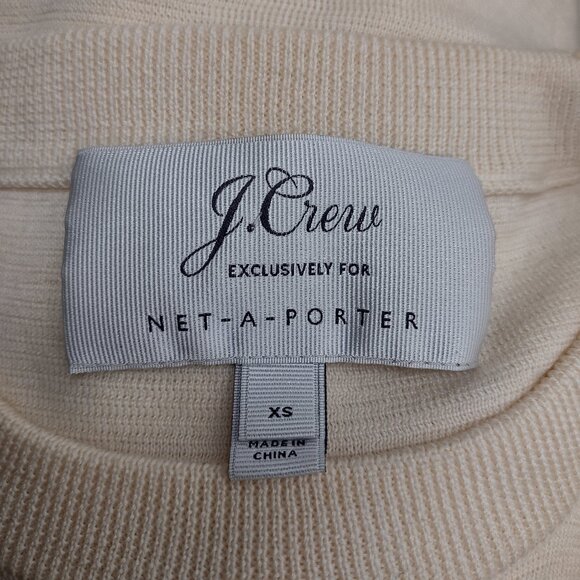 J.Crew
EXCLUSIVELY FOR
NET-A-PORTER
XS
MADE IN
CHINA